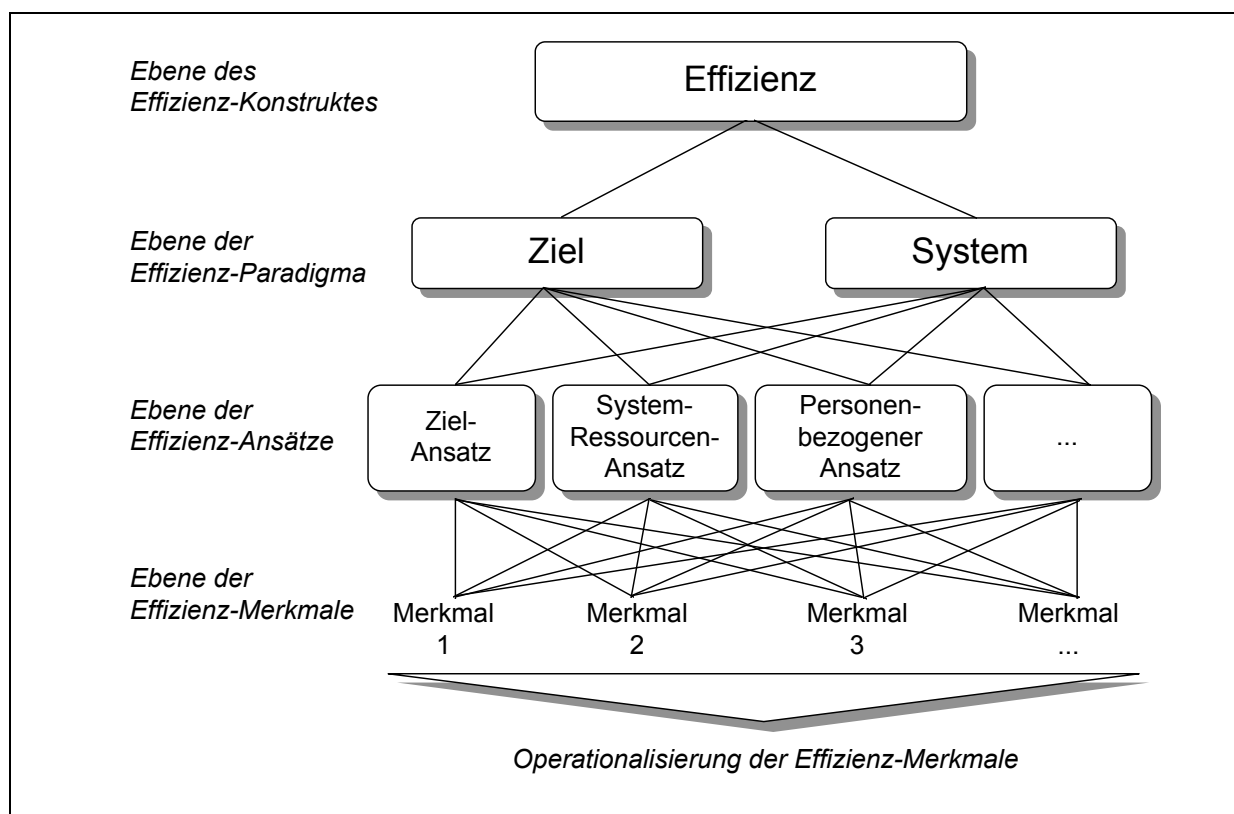 Ebene des
Effizienz-Konstruktes
Effizienz
Ebene der
Effizienz-Paradigma
Ziel
System
Ebene der
Effizienz-Ansätze
Ziel-
Ansatz
System-
Ressourcen-
Ansatz
Personen-
bezogener
Ansatz
...
Ebene der
Effizienz-Merkmale
Merkmal
1
Merkmal
2
Merkmal
3
Merkmal
...
Operationalisierung der Effizienz-Merkmale